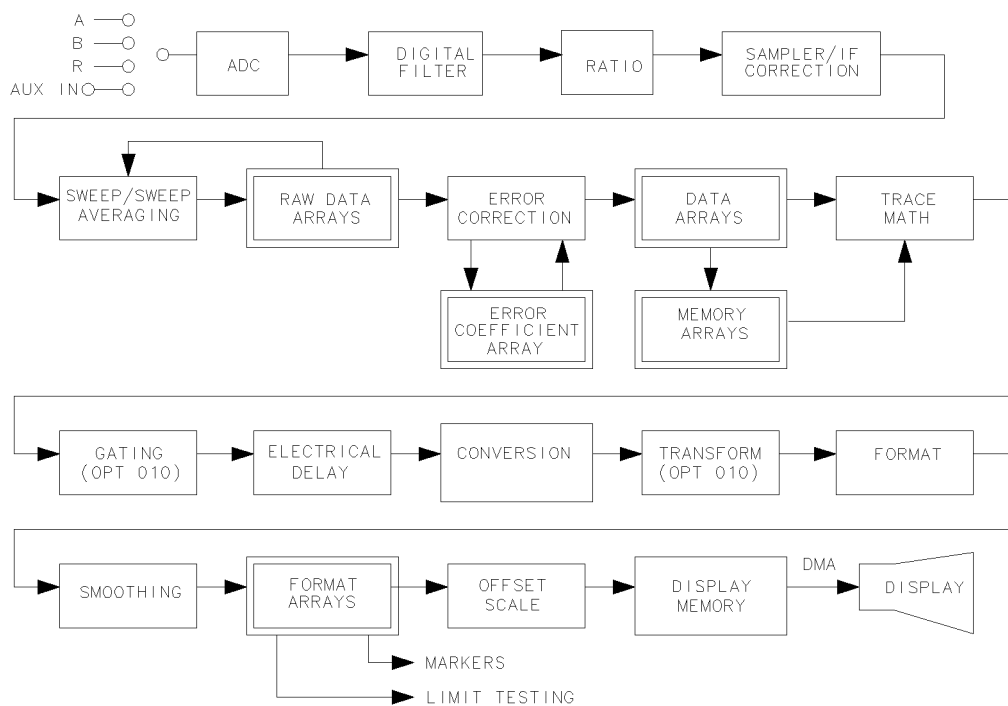 A
B
R
AUX IN
ADC
DIGITAL
FILTER
RATIO
SAMPLER/IF
CORRECTION
SWEEP/SWEEP
AVERAGING
RAW DATA
ARRAYS
ERROR
CORRECTION
DATA
ARRAYS
TRACE
MATH
ERROR
COEFFICIENT
ARRAY
MEMORY
ARRAYS
GATING
(OPT 010)
ELECTRICAL
DELAY
CONVERSION
TRANSFORM
(OPT 010)
FORMAT
SMOOTHING
FORMAT
ARRAYS
OFFSET
SCALE
DISPLAY
MEMORY
DMA
DISPLAY
MARKERS
LIMIT TESTING